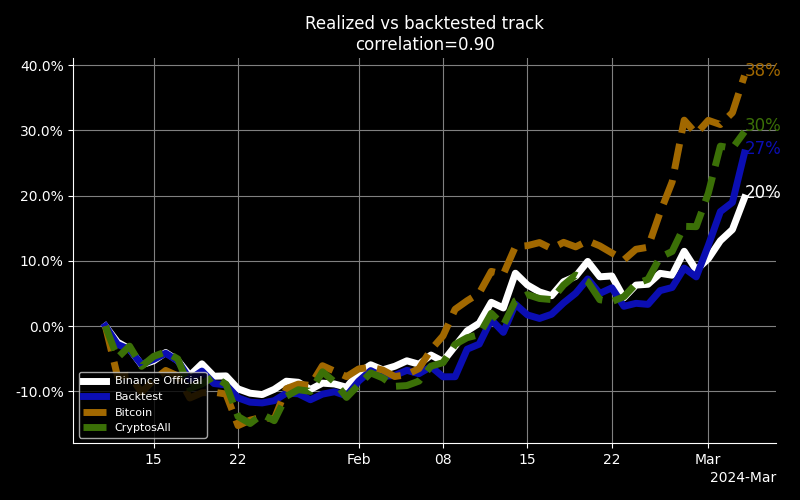 Realized vs backtested track
correlation=0.90
40.0%
30.0%
20.0%
10.0%
0.0%
-10.0%
38%
30%
27%
20%
Binance Official
Backtest
Bitcoin
CryptosAll
15
22
Feb
08
15
22
Mar
2024-Mar